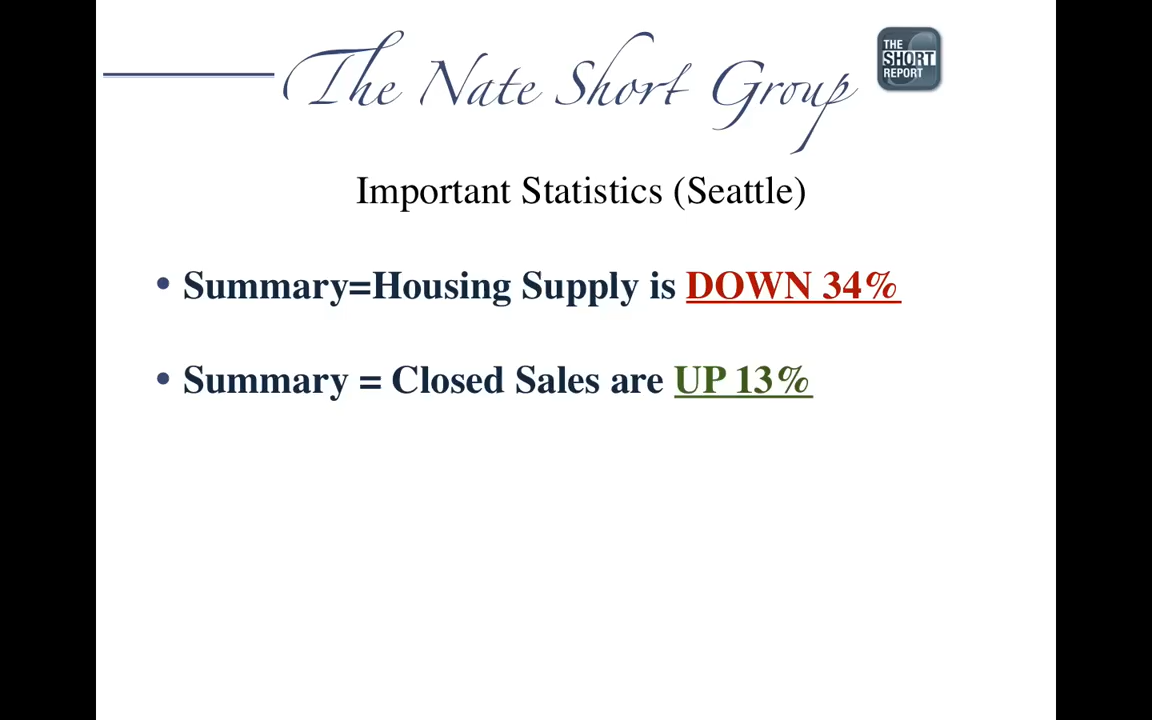 The Nate Short Group
THE
SHORT
REPORT
Important Statistics (Seattle)
• Summary=Housing Supply is DOWN 34%
• Summary = Closed Sales are UP 13%